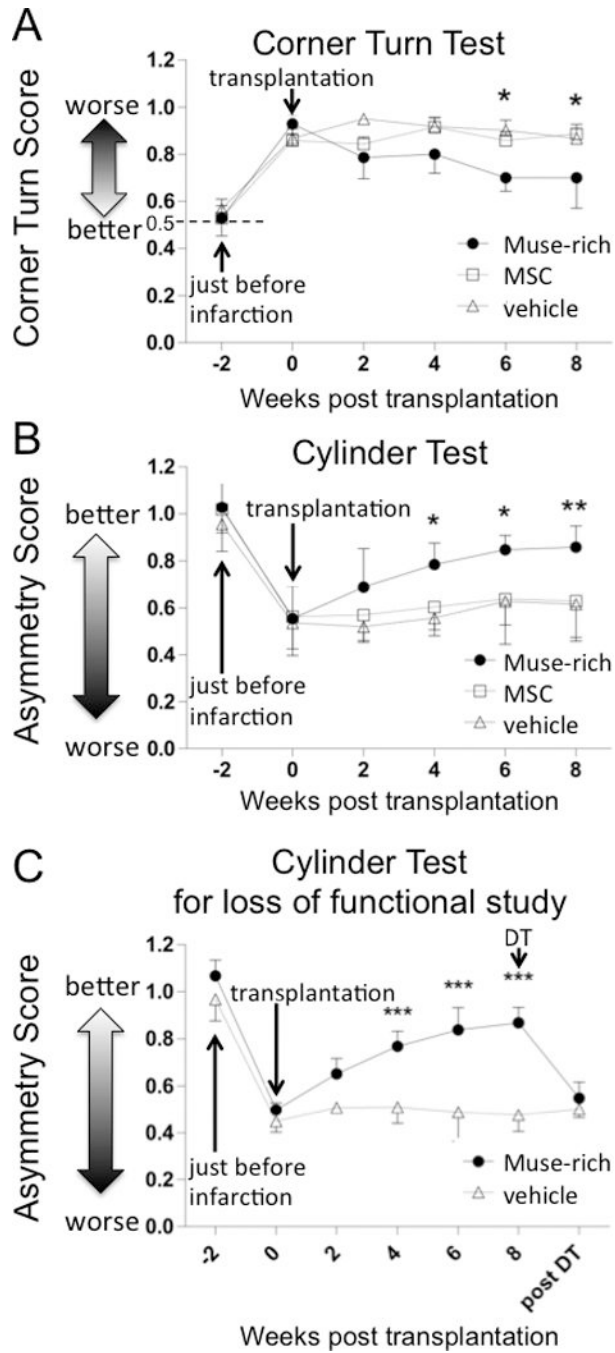 A
Corner Turn Test
Corner Turn Score
worse
better
transplantation
* *
1.2
1.0
0.8
0.6
0.5
0.4
0.2
0.0
just before
infarction
Muse-rich
MSC
vehicle
-2 0 2 4 6 8
Weeks post transplantation
B
Cylinder Test
Asymmetry Score
better
worse
transplantation
* * **
1.2
1.0
0.8
0.6
0.4
0.2
0.0
just before
infarction
Muse-rich
MSC
vehicle
-2 0 2 4 6 8
Weeks post transplantation
C
Cylinder Test
for loss of functional study
Asymmetry Score
better
worse
DT
transplantation
*** *** ***
1.2
1.0
0.8
0.6
0.4
0.2
0.0
just before
infarction
Muse-rich
vehicle
-2 0 2 4 6 8 post DT
Weeks post transplantation